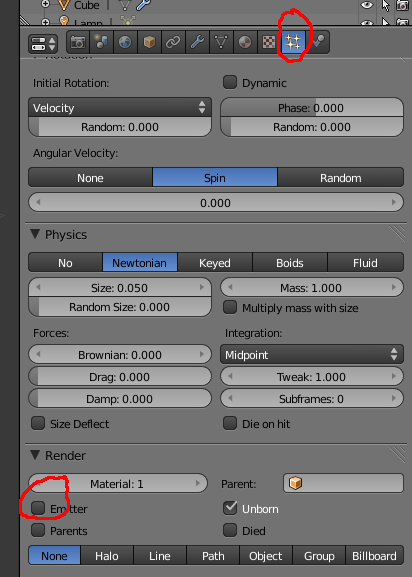 Cube
Lamp
Rotation
Initial Rotation:
Dynamic
Velocity
Phase: 0.000
Random: 0.000
Random: 0.000
Angular Velocity:
None
Spin
Random
0.000
Physics
No
Newtonian
Keyed
Boids
Fluid
Size: 0.050
Mass: 1.000
Random Size: 0.000
Multiply mass with size
Forces:
Integration:
Brownian: 0.000
Midpoint
Drag: 0.000
Tweak: 1.000
Damp: 0.000
Subframes: 0
Size Deflect
Die on hit
Render
Material: 1
Parent:
Emitter
Unborn
Parents
Died
None
Halo
Line
Path
Object
Group
Billboard